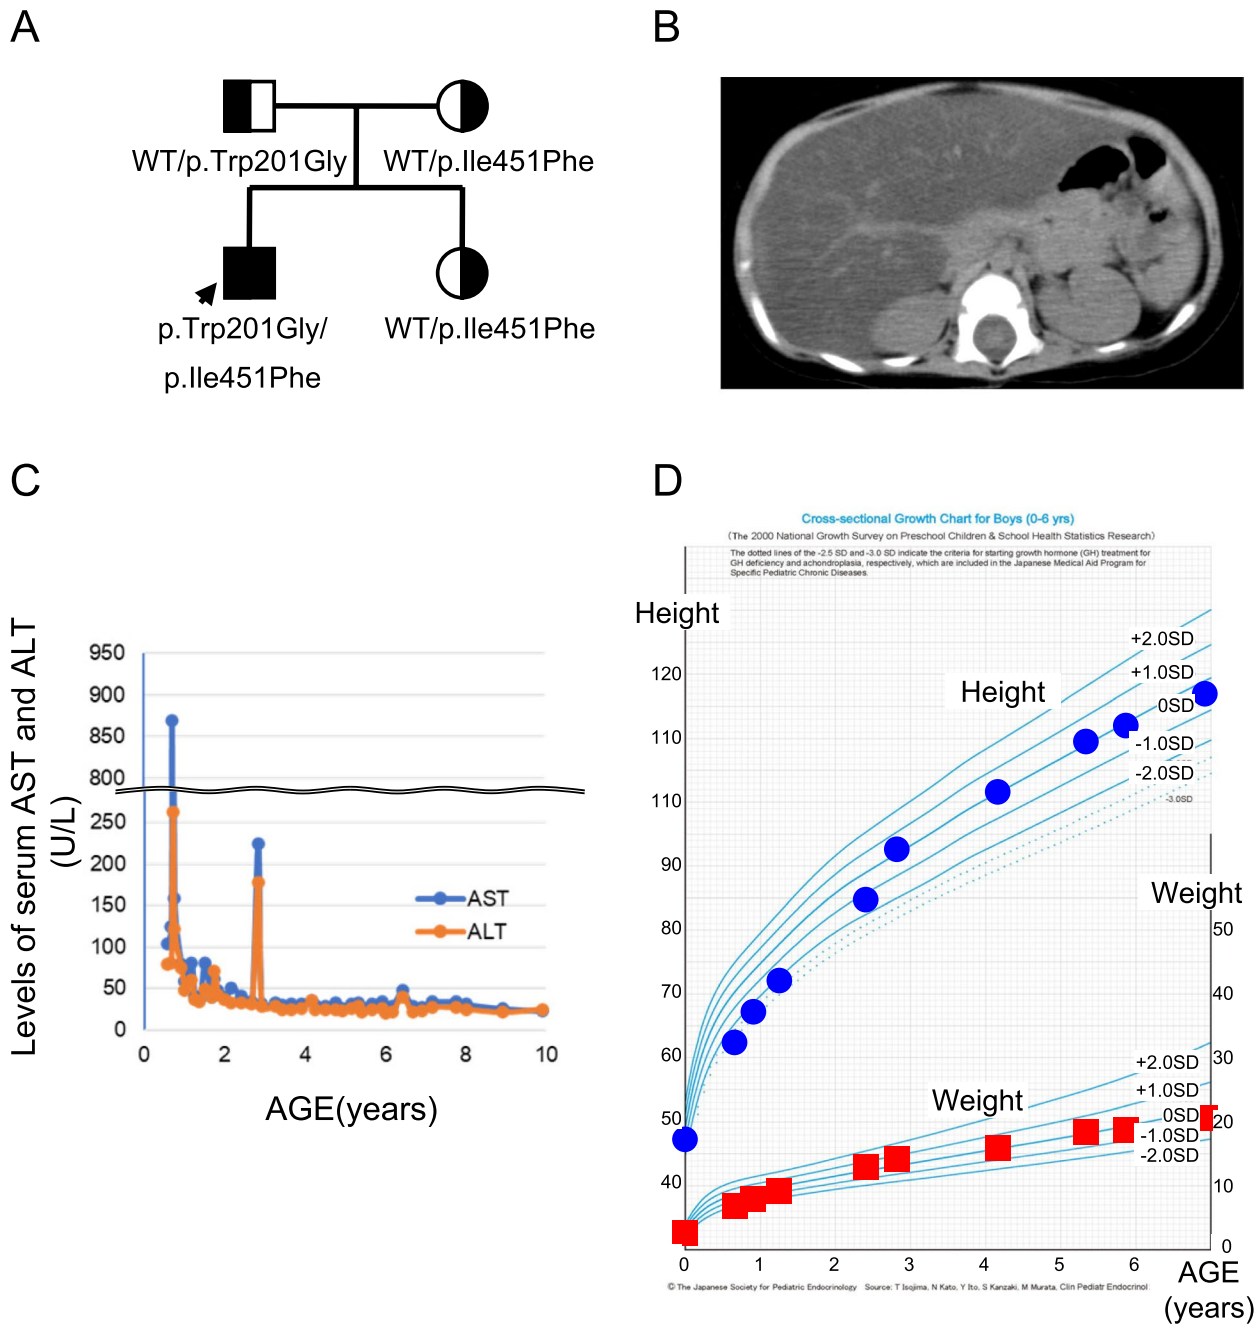 A
WT/p.Trp201Gly
WT/p.Ile451Phe
p.Trp201Gly/
p.Ile451Phe
WT/p.Ile451Phe
B
C
Levels of serum AST and ALT
(U/L)
950
900
850
800
250
200
150
100
50
0
AST
ALT
0 2 4 6 8 10
AGE(years)
D
Cross-sectional Growth Chart for Boys (0-6 yrs)
(The 2000 National Growth Survey on Preschool Children & School Health Statistics Research)
The dotted lines of the -2.5 SD and -3.0 SD indicate the criteria for starting growth hormone (GH) treatment for
GH deficiency and achondroplasia, respectively, which are included in the Japanese Medical Aid Program for
Specific Pediatric Chronic Diseases.
Height
120
110
110
90
80
70
60
50
40
Height
+2.0SD
+1.0SD
0SD
-1.0SD
-2.0SD
-3.0SD
Weight
50
40
30
20
10
0
Weight
+2.0SD
+1.0SD
0SD
-1.0SD
-2.0SD
0 1 2 3 4 5 6
AGE
(years)
© The Japanese Society for Pediatric Endocrinology Source: T Isojima, N Kato, Y Ito, S Kanzaki, M Murata, Clin Pediatr Endocrinol